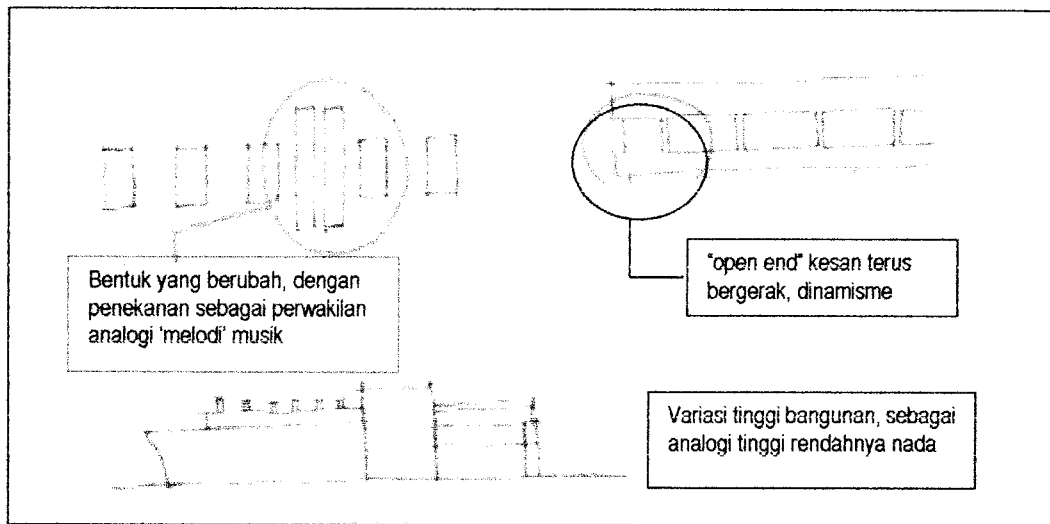 Bentuk yang berubah, dengan
penekanan sebagai perwakilan
analogi 'melodi' musik
"open end" kesan terus
bergerak, dinamisme
Variasi tinggi bangunan, sebagai
analogi tinggi rendahnya nada